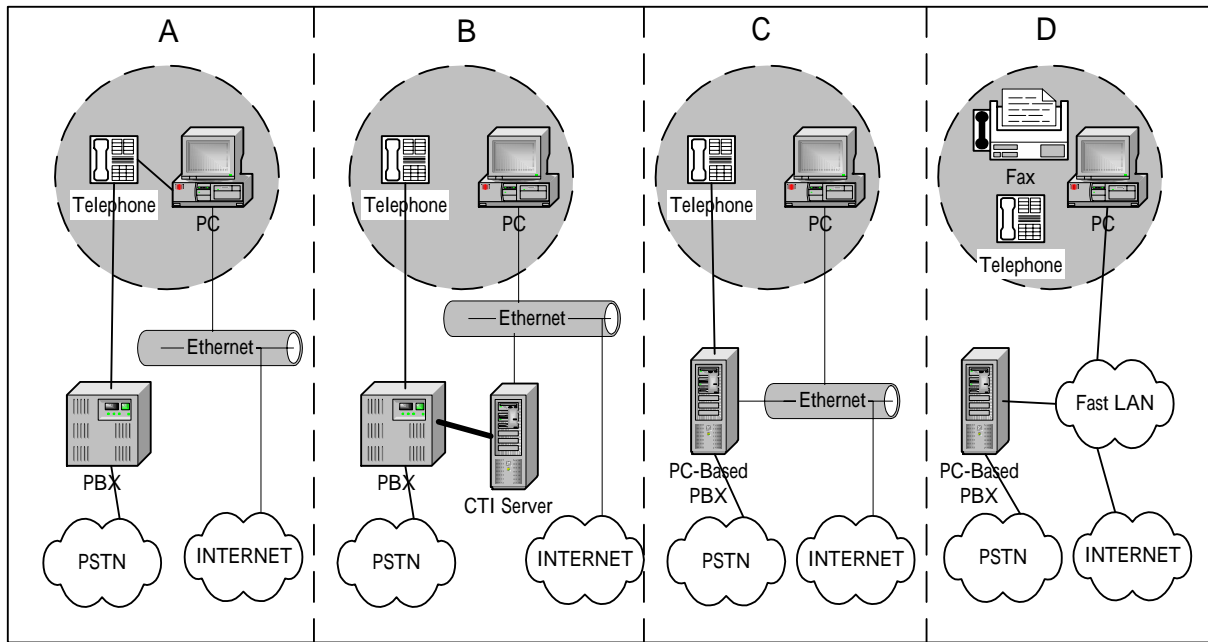 A
Telephone
PC
Ethernet
PBX
PSTN
INTERNET
B
Telephone
PC
Ethernet
PBX
CTI Server
PSTN
INTERNET
C
Telephone
PC
Ethernet
PC-Based
PBX
PSTN
INTERNET
D
Fax
PC
Telephone
Fast LAN
PC-Based
PBX
PSTN
INTERNET